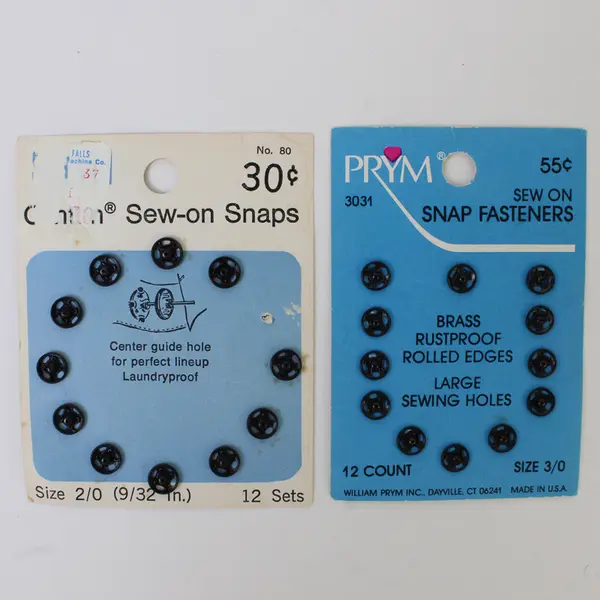 FALLS
achine Co.
37
No. 80
30¢
® Sew-on Snaps
Center guide hole
for perfect lineup
Laundryproof
Size 2/0 (9/32 in.) 12 Sets
PRYM®
55¢
3031
SEW ON
SNAP FASTENERS
BRASS
RUSTPROOF
ROLLED EDGES
LARGE
SEWING HOLES
12 COUNT SIZE 3/0
WILLIAM PRYM INC., DAYVILLE, CT 06241 MADE IN U.S.A.